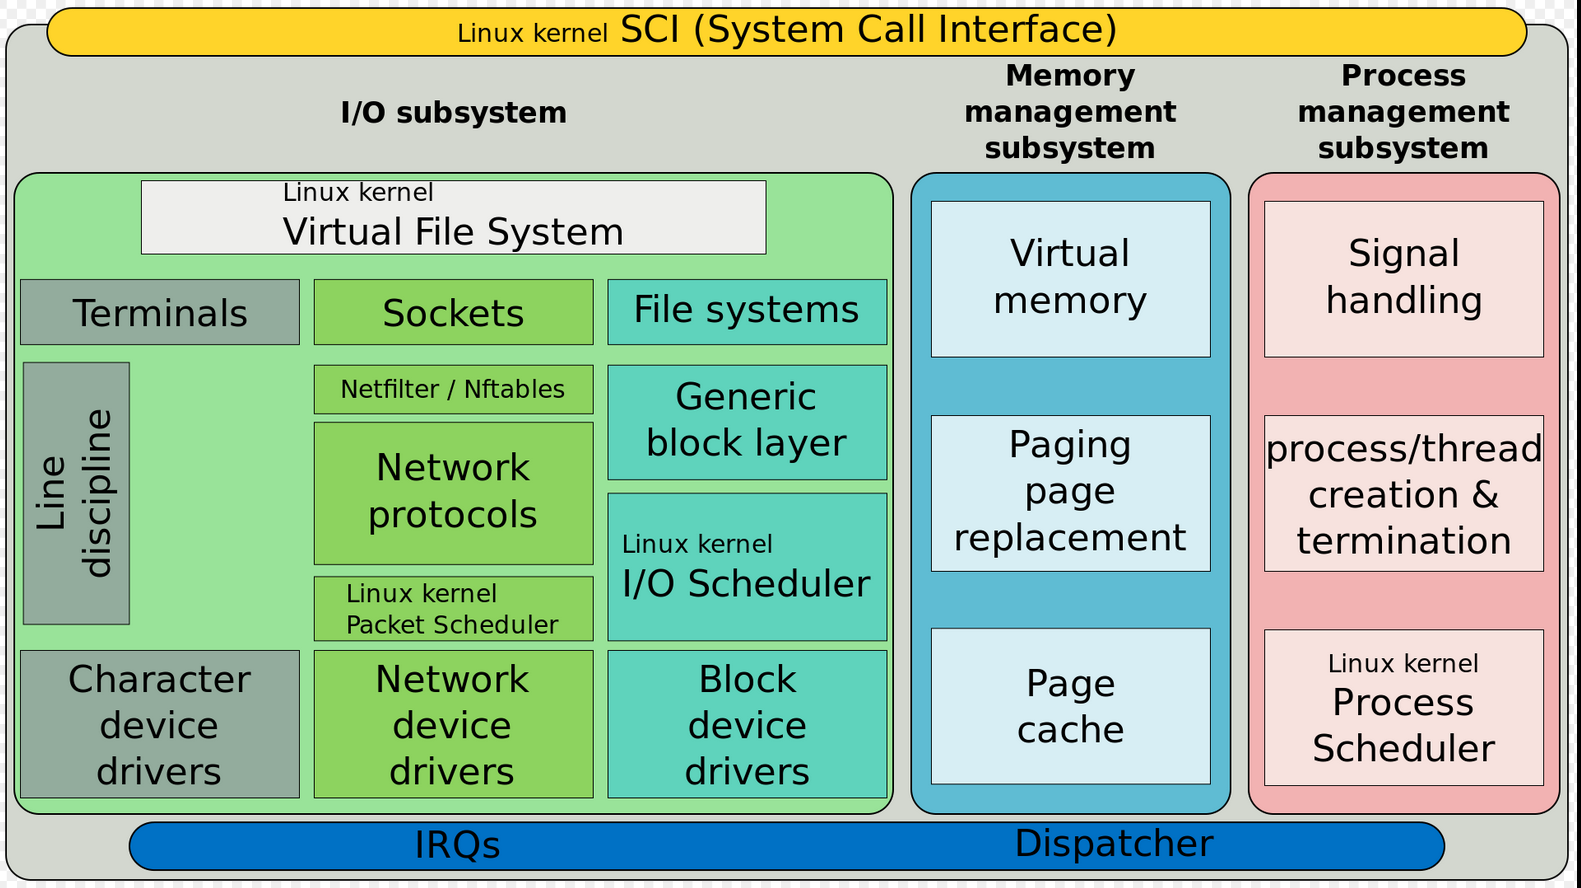 Linux kernel SCI (System Call Interface)
I/O subsystem
Memory
management
subsystem
Process
management
subsystem
Linux kernel
Virtual File System
Terminals
Sockets
File systems
Line
discipline
Netfilter / Nftables
Network
protocols
Linux kernel
Packet Scheduler
Generic
block layer
Linux kernel
I/O Scheduler
Character
device
drivers
Network
device
drivers
Block
device
drivers
Virtual
memory
Paging
page
replacement
Page
cache
Signal
handling
process/thread
creation &
termination
Linux kernel
Process
Scheduler
IRQs
Dispatcher